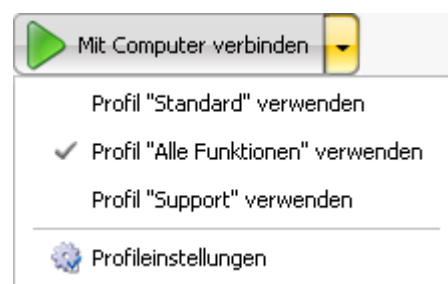 Mit Computer verbinden
Profil "Standard" verwenden
Profil "Alle Funktionen" verwenden
Profil "Support" verwenden
Profileinstellungen